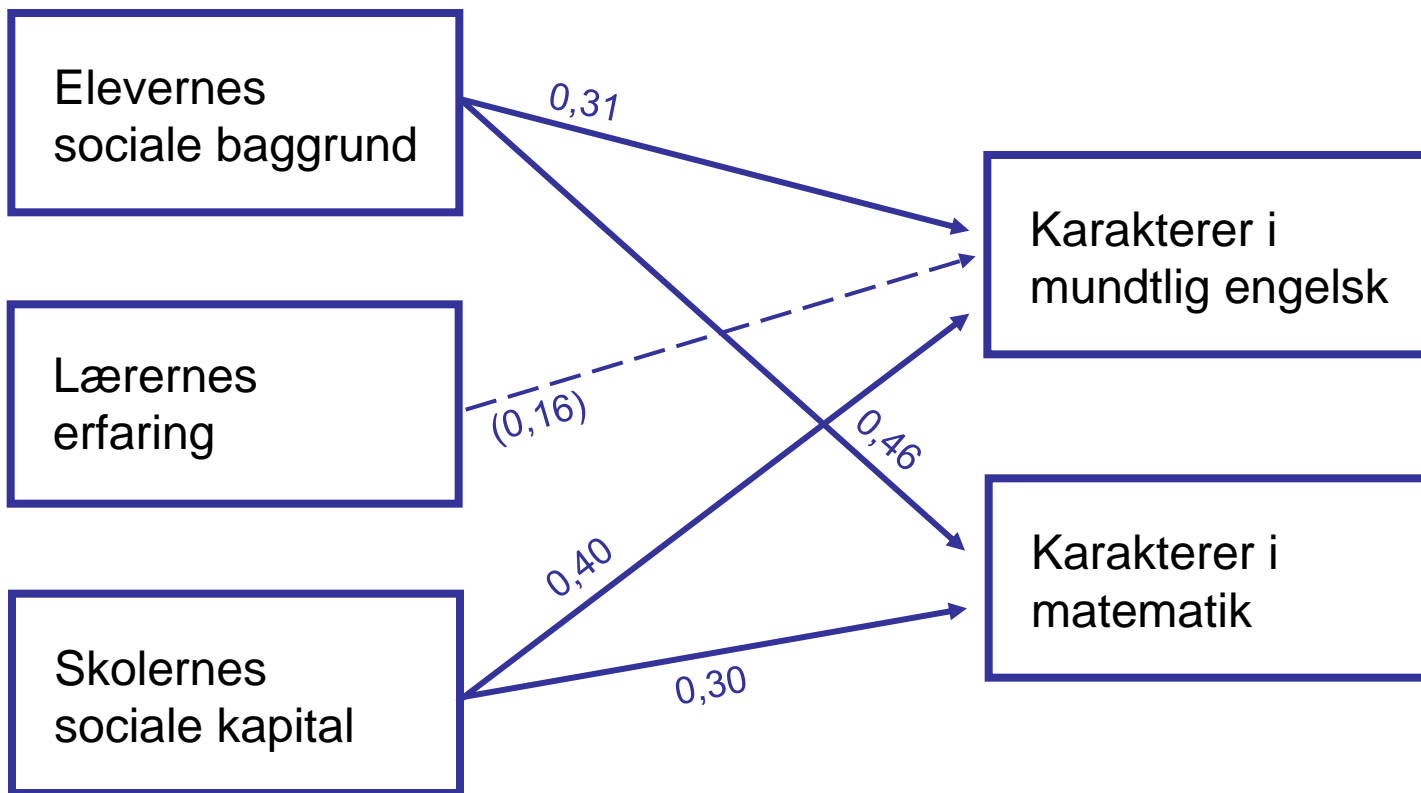 Elevernes
sociale baggrund
0,31
Karakterer i
mundtlig engelsk
Lærernes
erfaring
(0,16)
0,46
0,40
Karakterer i
matematik
Skolernes
sociale kapital
0,30